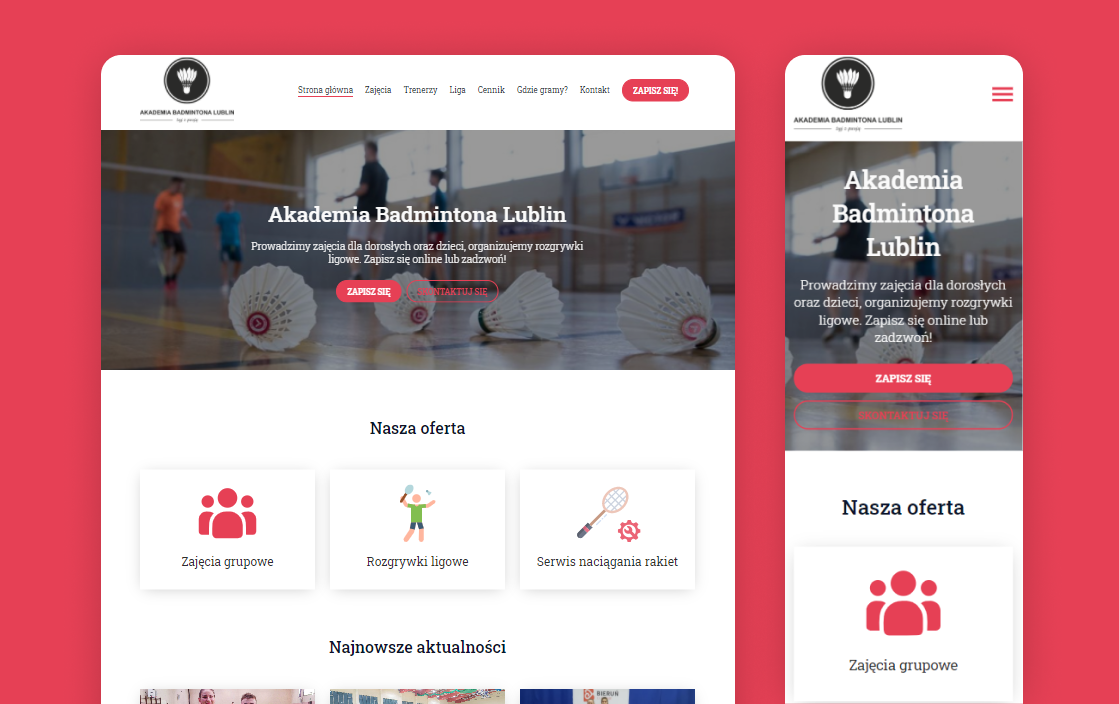 AKADEMIA BADMINTONA LUBLIN
Strona główna
Zajęcia
Trenerzy
Liga
Cennik
Gdzie gramy?
Kontakt
ZAPISZ SIĘ!
Akademia Badmintona Lublin
Prowadzimy zajęcia dla dorosłych oraz dzieci, organizujemy rozgrywki
ligowe. Zapisz się online lub zadzwoń!
ZAPISZ SIĘ
SKONTAKTUJ SIĘ
Nasza oferta
Zajęcia grupowe
Rozgrywki ligowe
Serwis naciągania rakiet
Najnowsze aktualności
BIERUŃ
AKADEMIA BADMINTONA LUBLIN
Akademia
Badmintona
Lublin
Prowadzimy zajęcia dla dorosłych
oraz dzieci, organizujemy rozgrywki
ligowe. Zapisz się online lub
zadzwoń!
ZAPISZ SIĘ
SKONTAKTUJ SIĘ
Nasza oferta
Zajęcia grupowe